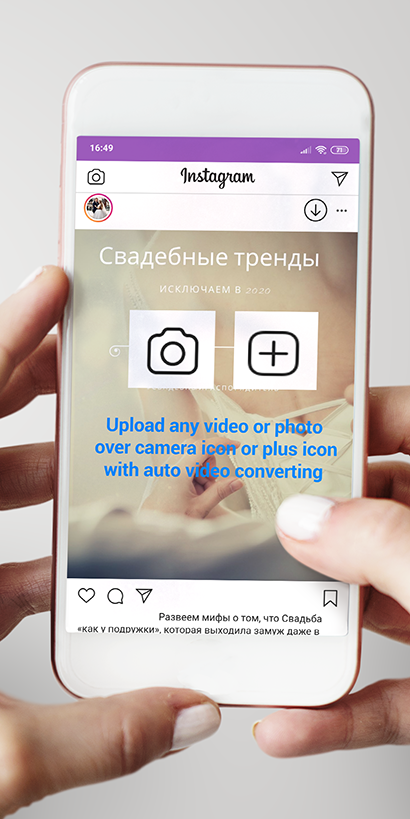 16:49
73
Instagram
Свадебные тренды
ИСКЛЮЧАЕМ В 2020
Upload any video or photo
over camera icon or plus icon
with auto video converting
Развеем мифы о том, что Свадьба
«как у подружки», которая выходила замуж даже в